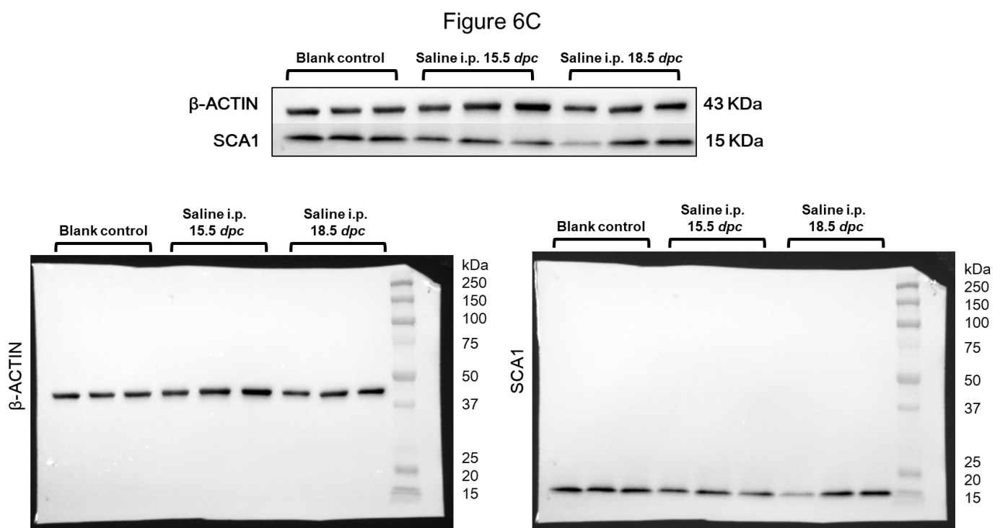 Figure 6C
Blank control
Saline i.p. 15.5 dpc
Saline i.p. 18.5 dpc
β-ACTIN
43 KDa
SCA1
15 KDa
Blank control
Saline i.p.
15.5 dpc
Saline i.p.
18.5 dpc
β-ACTIN
kDa
250
150
100
75
50
37
25
20
15
Blank control
Saline i.p.
15.5 dpc
Saline i.p.
18.5 dpc
SCA1
kDa
250
150
100
75
50
37
25
20
15